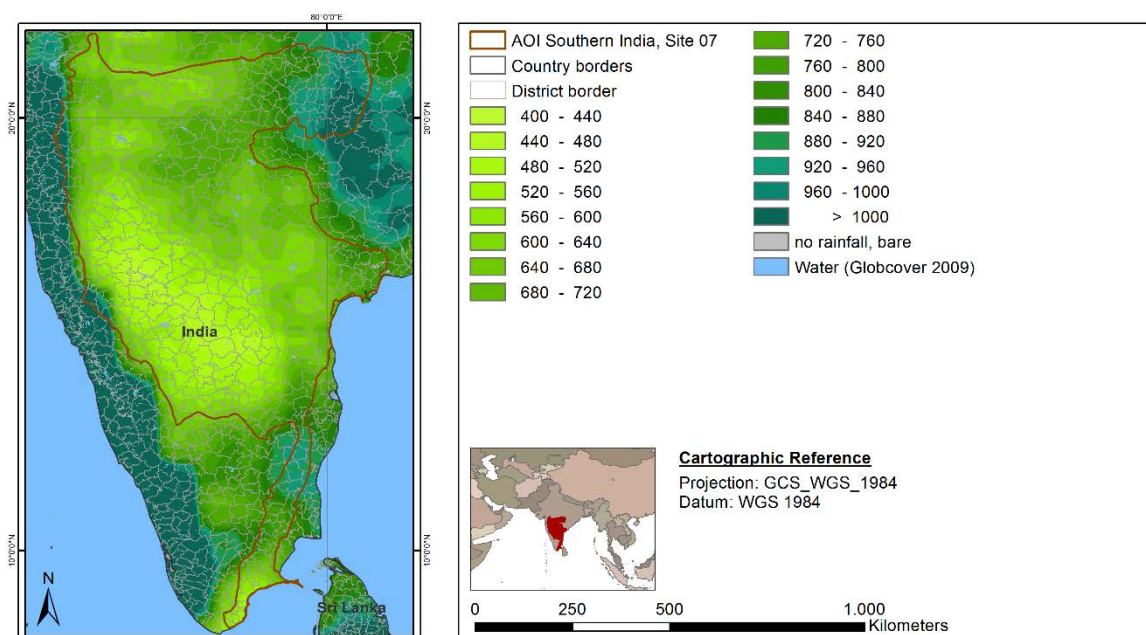 80°0'0"E
20°0'0"N
20°0'0"N
India
10°0'0"N
10°0'0"N
N
Sri Lanka
80°0'0"E
AOI Southern India, Site 07
Country borders
District border
400 - 440
440 - 480
480 - 520
520 - 560
560 - 600
600 - 640
640 - 680
680 - 720
720 - 760
760 - 800
800 - 840
840 - 880
880 - 920
920 - 960
960 - 1000
> 1000
no rainfall, bare
Water (Globcover 2009)
Cartographic Reference
Projection: GCS_WGS_1984
Datum: WGS 1984
0 250 500 1.000
Kilometers